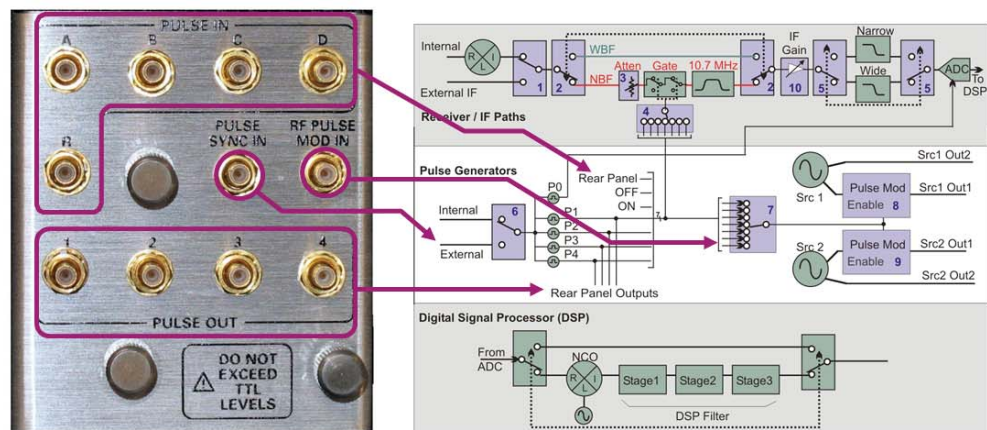 PULSE IN
A B C D
R
PULSE
SYNC IN
RF PULSE
MOD IN
1 2 3 4
PULSE OUT
DO NOT
EXCEED
TTL
LEVELS
Internal
External IF
R I L
1
2
WBF
NBF
Atten
3
Gate
4
10.7 MHz
2
IF
Gain
10
Narrow
Wide
5
5
ADC
To
DSP
Receiver / IF Paths
Pulse Generators
Rear Panel
OFF
ON
7
P0
P1
P2
P3
P4
Internal
External
6
Rear Panel Outputs
7
Src 1
Src1 Out2
Src1 Out1
Pulse Mod
Enable 8
Src 2
Pulse Mod
Enable 9
Src2 Out1
Src2 Out2
Digital Signal Processor (DSP)
From
ADC
NCO
R I L
Stage1 Stage2 Stage3
DSP Filter